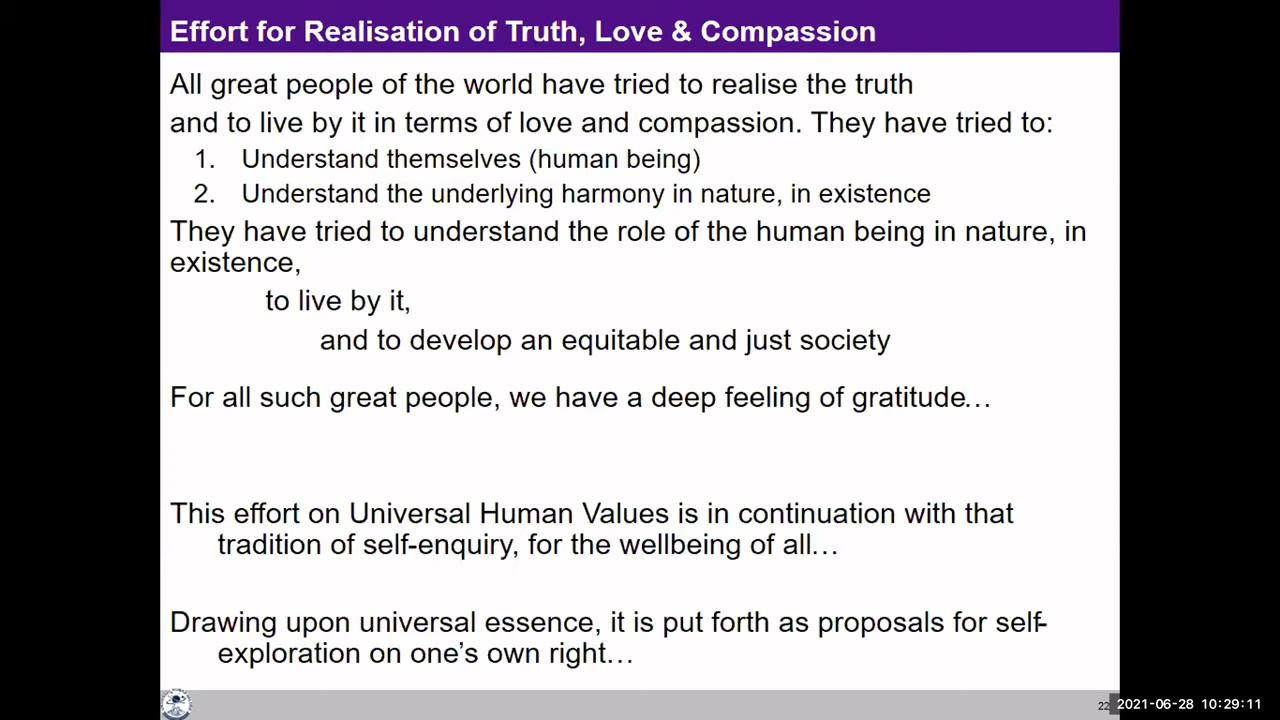 Effort for Realisation of Truth, Love & Compassion
All great people of the world have tried to realise the truth
and to live by it in terms of love and compassion. They have tried to:
1. Understand themselves (human being)
2. Understand the underlying harmony in nature, in existence
They have tried to understand the role of the human being in nature, in
existence,
to live by it,
and to develop an equitable and just society
For all such great people, we have a deep feeling of gratitude…
This effort on Universal Human Values is in continuation with that
tradition of self-enquiry, for the wellbeing of all…
Drawing upon universal essence, it is put forth as proposals for self-
exploration on one’s own right…
22 2021-06-28 10:29:11